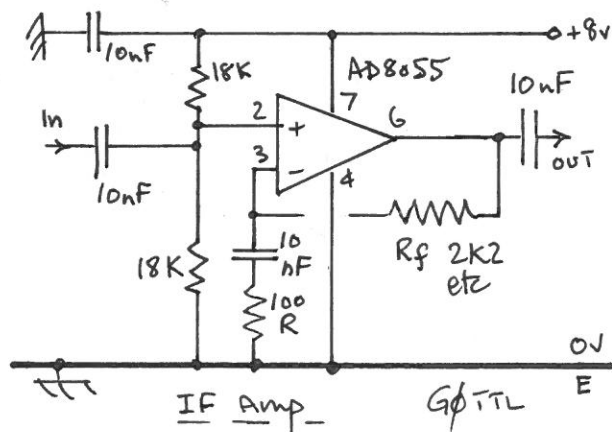 10nF
+8v
18K
AD8055
10nF
In
2
+
7
6
10nF
3
-
4
OUT
18K
10
nF
100
R
Rf 2K2
etc
0V
E
IF Amp
GØTTL